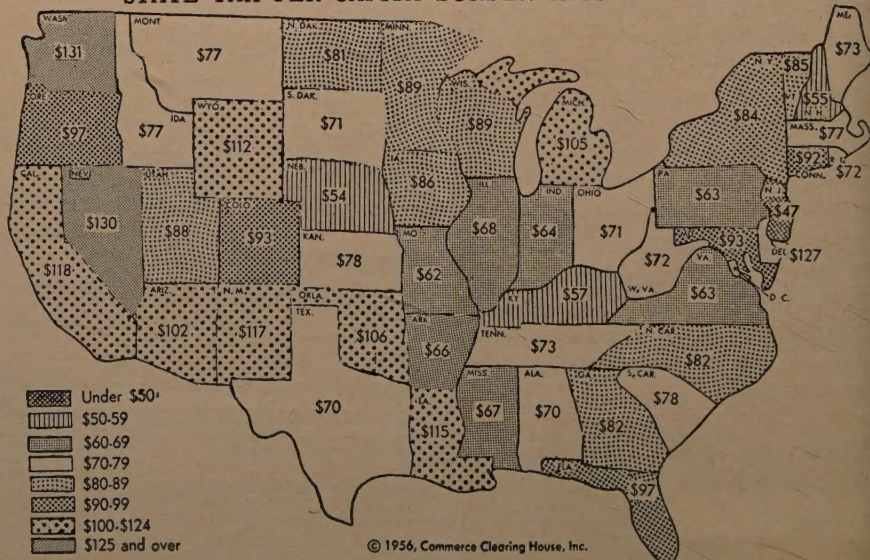 WASH.
$131
MONT
$77
N. DAK.
$81
MINN.
$89
ME.
$73
ORE.
$97
IDA
$77
WYO.
$112
S. DAK.
$71
WIS.
$89
MICH.
$105
N. Y.
$84
VT
$85
$55
N. H.
MASS.
$77
$92
CONN.
R. I.
$72
CAL.
$118
NEV.
$130
UTAH
$88
COLO
$93
NEB.
$54
IA.
$86
ILL.
$68
IND.
$64
OHIO
$71
PA
$63
N. J.
$47
KAN.
$78
MO.
$62
KY
$57
W. VA.
$72
MD.
$93
DEL
$127
D. C.
VA.
$63
ARIZ.
$102
N. M.
$117
OKLA.
$106
TEX.
$70
ARK.
$66
TENN.
$73
N. CAR.
$82
LA.
$115
MISS.
$67
ALA.
$70
GA.
$82
S. CAR.
$78
FLA.
$97
Under $50
$50-59
$60-69
$70-79
$80-89
$90-99
$100-$124
$125 and over
© 1956, Commerce Clearing House, Inc.